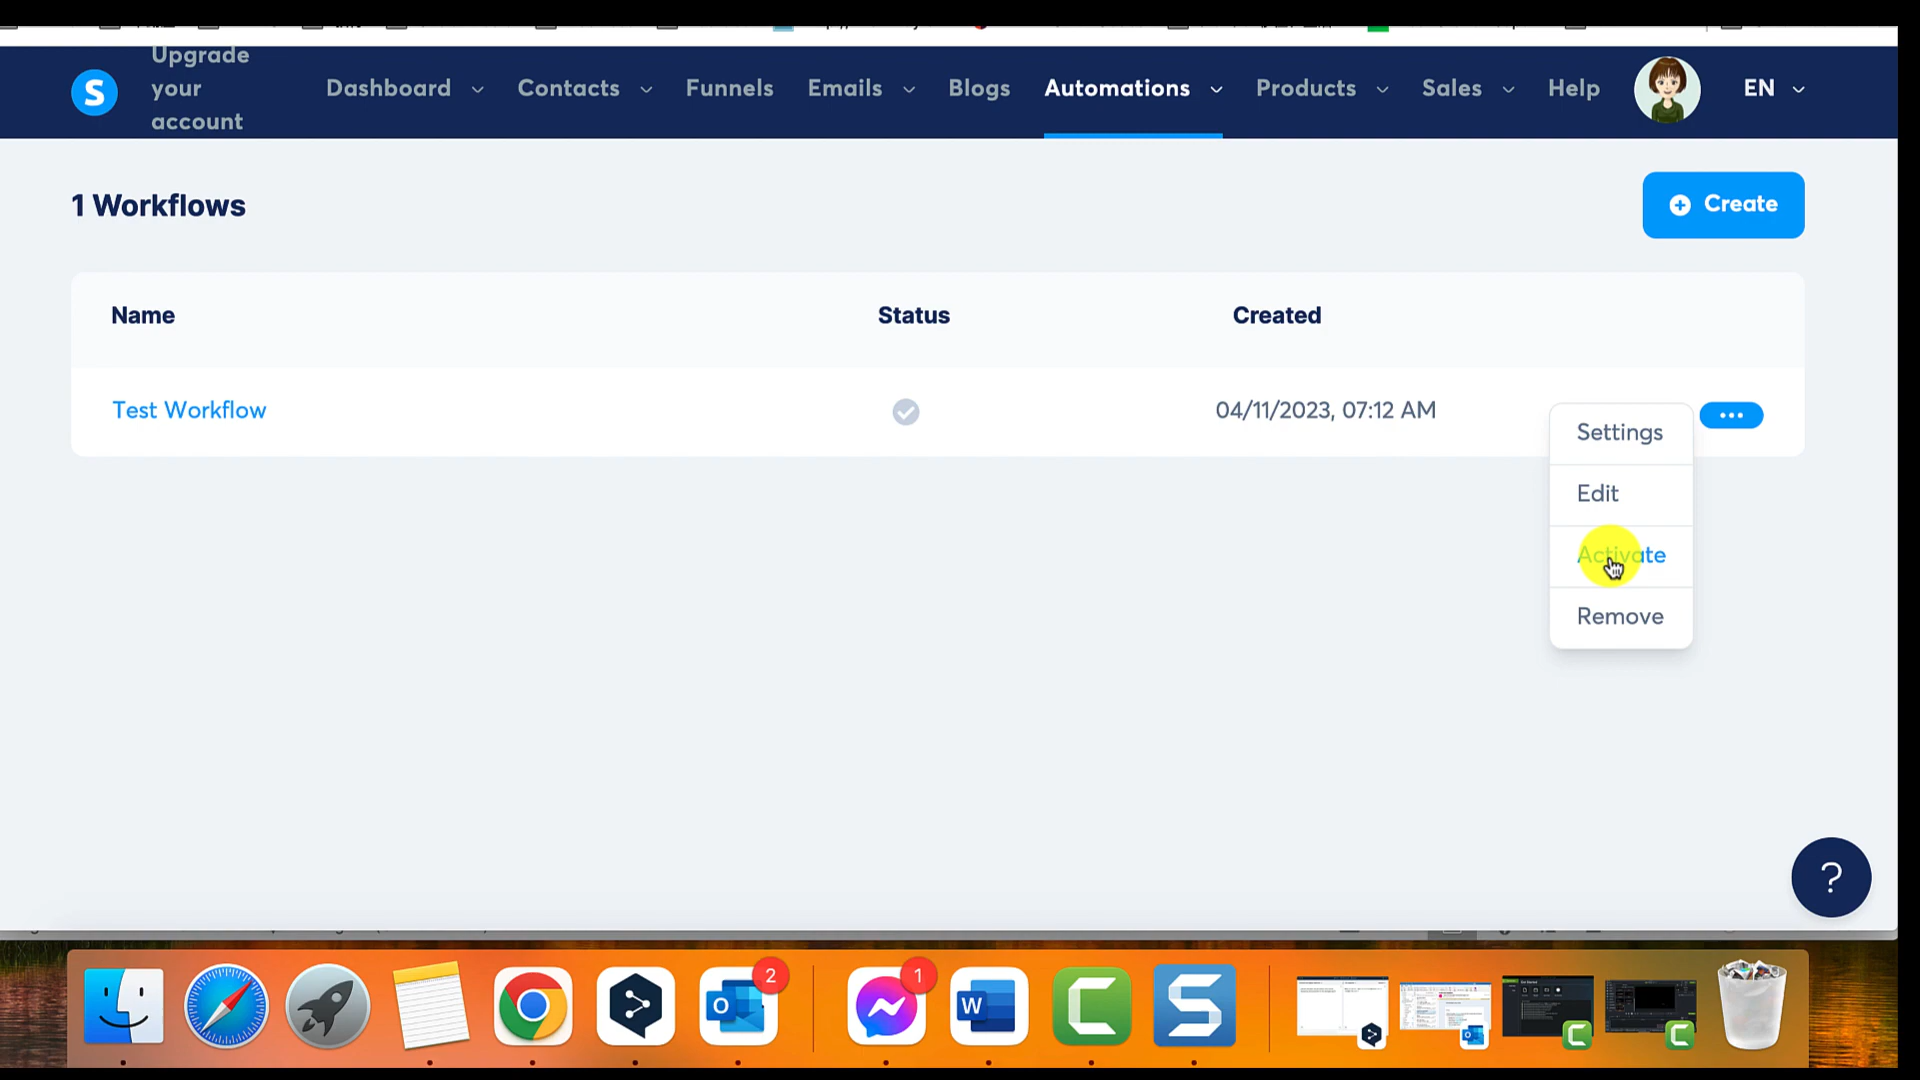 Upgrade
your
account
S
Dashboard Contacts Funnels Emails Blogs Automations Products Sales Help EN
1 Workflows
Create
Name Status Created
Test Workflow 04/11/2023, 07:12 AM
Settings
Edit
Activate
Remove
?
2
1
O
W
C
S